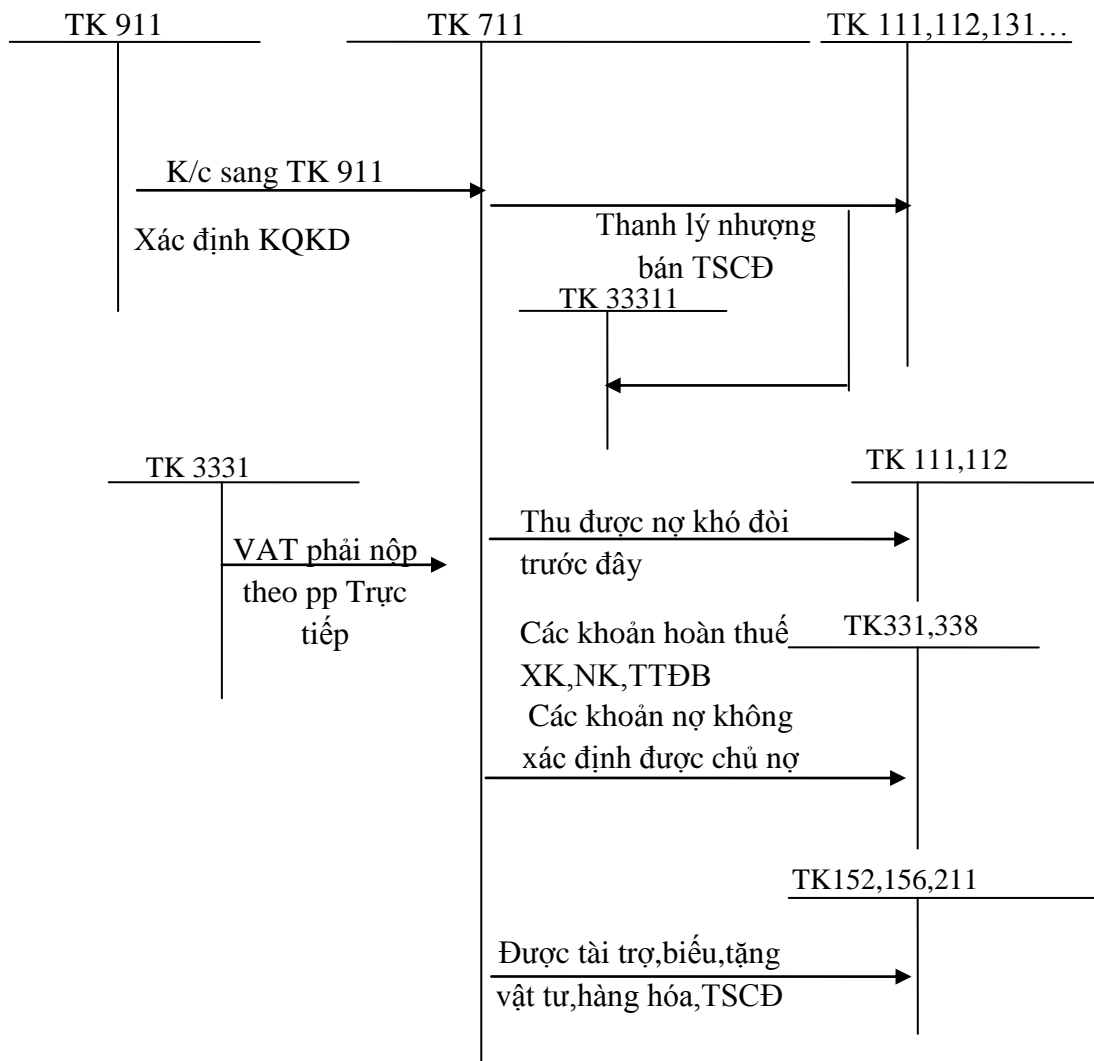 TK 911
TK 711
TK 111,112,131…
K/c sang TK 911
Xác định KQKD
Thanh lý nhượng
bán TSCĐ
TK 33311
TK 3331
VAT phải nộp
theo pp Trực
tiếp
TK 111,112
Thu được nợ khó đòi
trước đây
Các khoản hoàn thuế
XK,NK,TTĐB
TK331,338
Các khoản nợ không
xác định được chủ nợ
TK152,156,211
Được tài trợ,biếu,tặng
vật tư,hàng hóa,TSCĐ